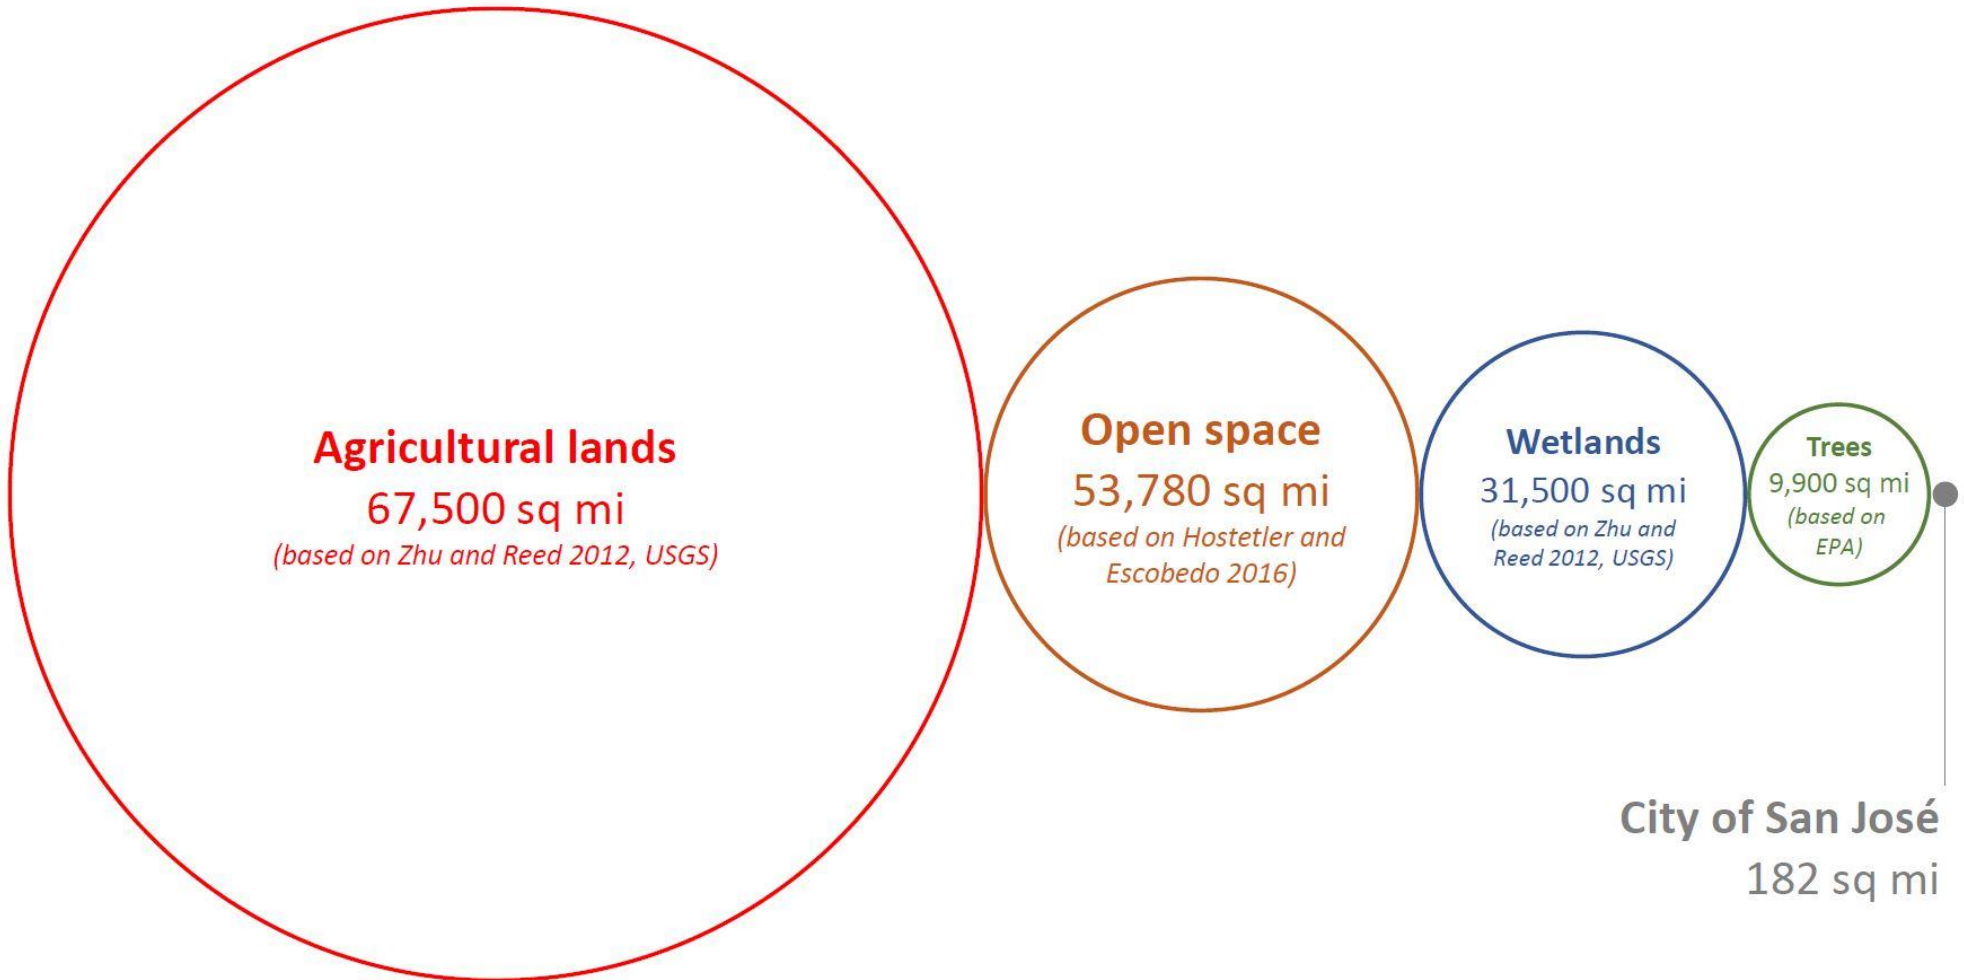 Agricultural lands
67,500 sq mi
(based on Zhu and Reed 2012, USGS)
Open space
53,780 sq mi
(based on Hostetler and
Escobedo 2016)
Wetlands
31,500 sq mi
(based on Zhu and
Reed 2012, USGS)
Trees
9,900 sq mi
(based on
EPA)
City of San José
182 sq mi